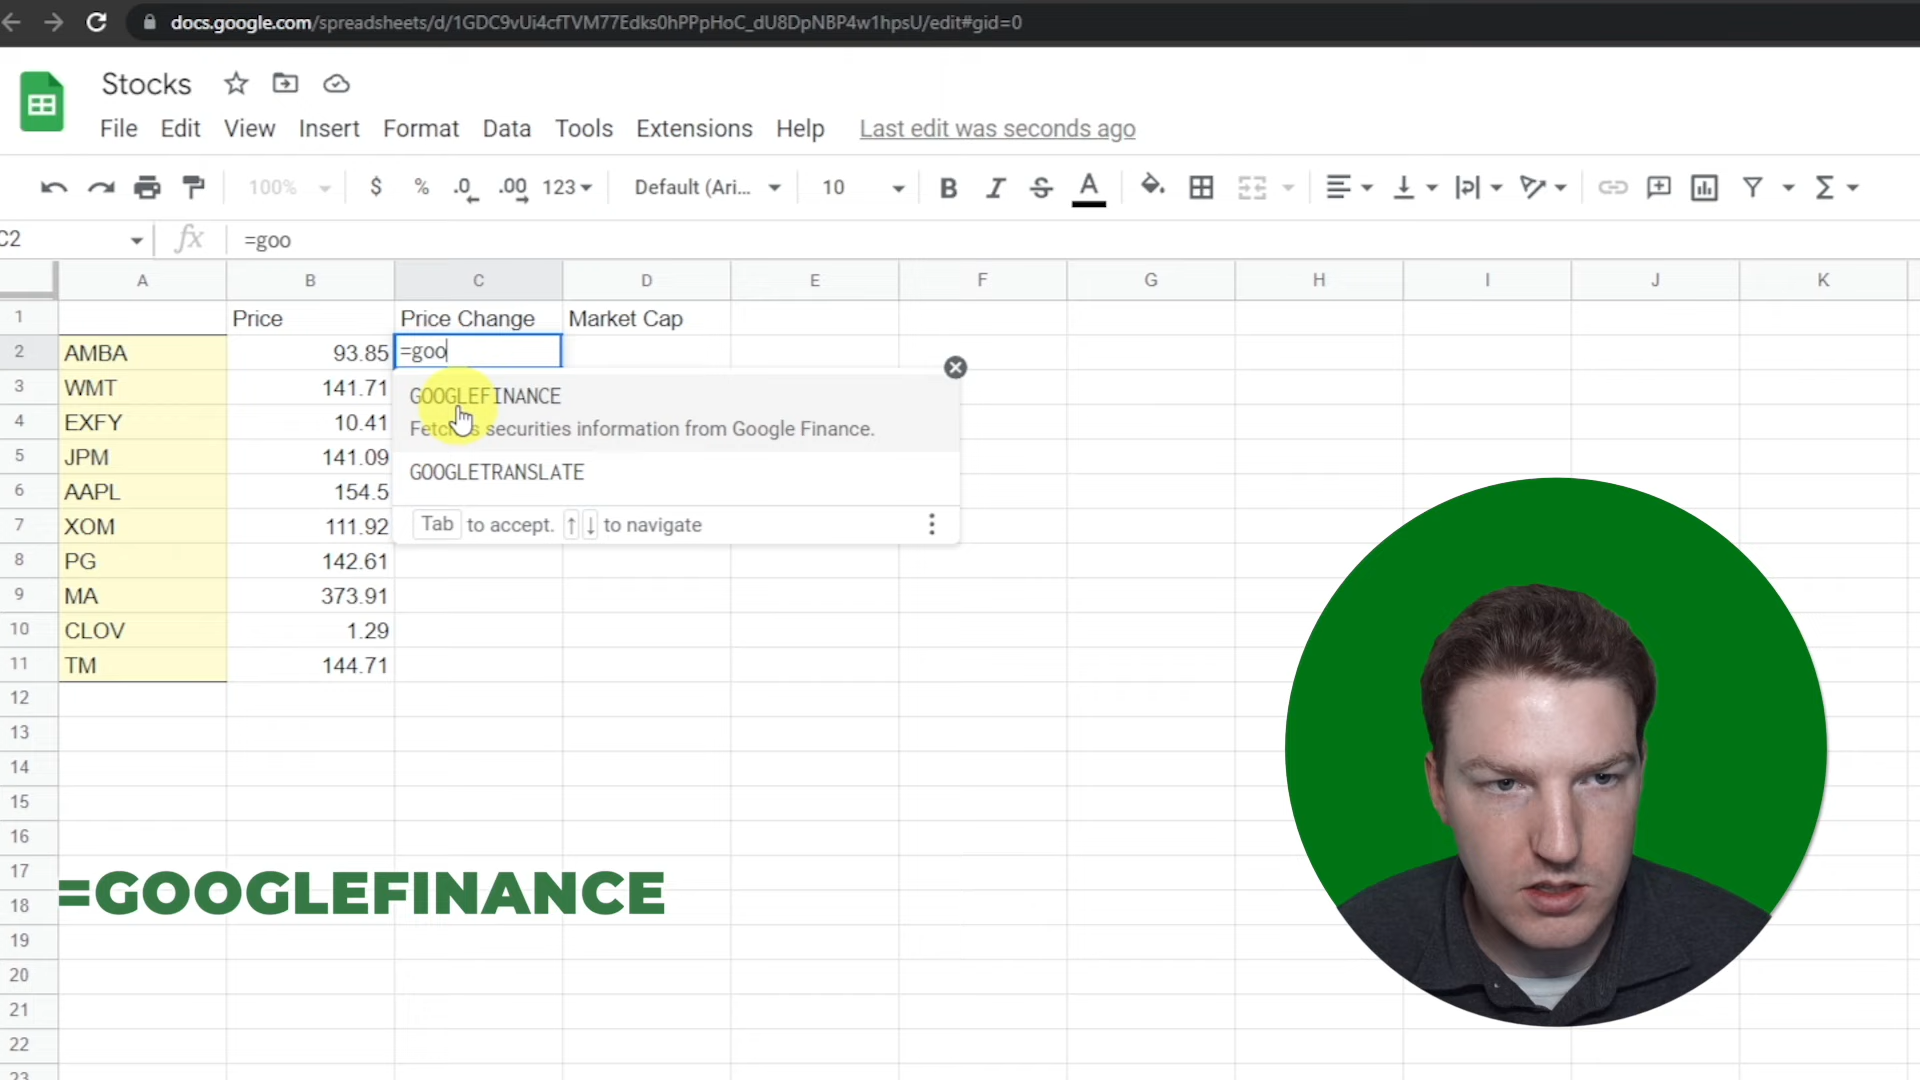 docs.google.com/spreadsheets/d/1GDC9vUi4cfTVM77Edks0hPPpHoC_dU8DpNBP4w1hpsU/edit#gid=0
Stocks
File Edit View Insert Format Data Tools Extensions Help Last edit was seconds ago
100% $ % .0 .00 123 Default (Ari... 10 B I S A Σ
C2 fx =goo
A B C D E F G H I J K
1 Price Price Change Market Cap
2 AMBA 93.85 =goo
3 WMT 141.71 GOOGLEFINANCE
4 EXFY 10.41 Fetches securities information from Google Finance.
5 JPM 141.09
6 AAPL 154.5 GOOGLETRANSLATE
7 XOM 111.92 Tab to accept. ↑ ↓ to navigate
8 PG 142.61
9 MA 373.91
10 CLOV 1.29
11 TM 144.71
12
13
14
15
16
17
=GOOGLEFINANCE
18
19
20
21
22
23